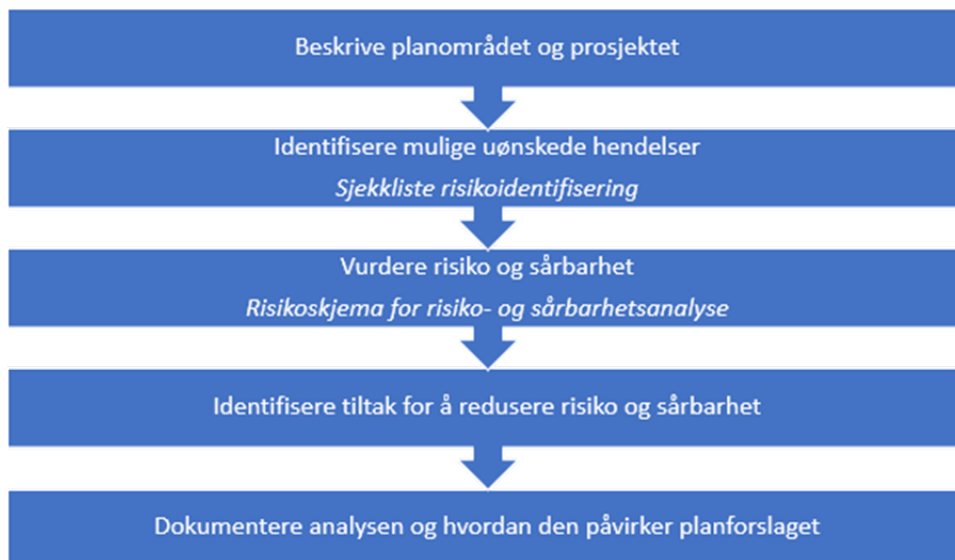 Beskrive planområdet og prosjektet
Identifisere mulige uønskede hendelser
Sjekkliste risikoidentifisering
Vurdere risiko og sårbarhet
Risikoskjema for risiko- og sårbarhetsanalyse
Identifisere tiltak for å redusere risiko og sårbarhet
Dokumentere analysen og hvordan den påvirker planforslaget